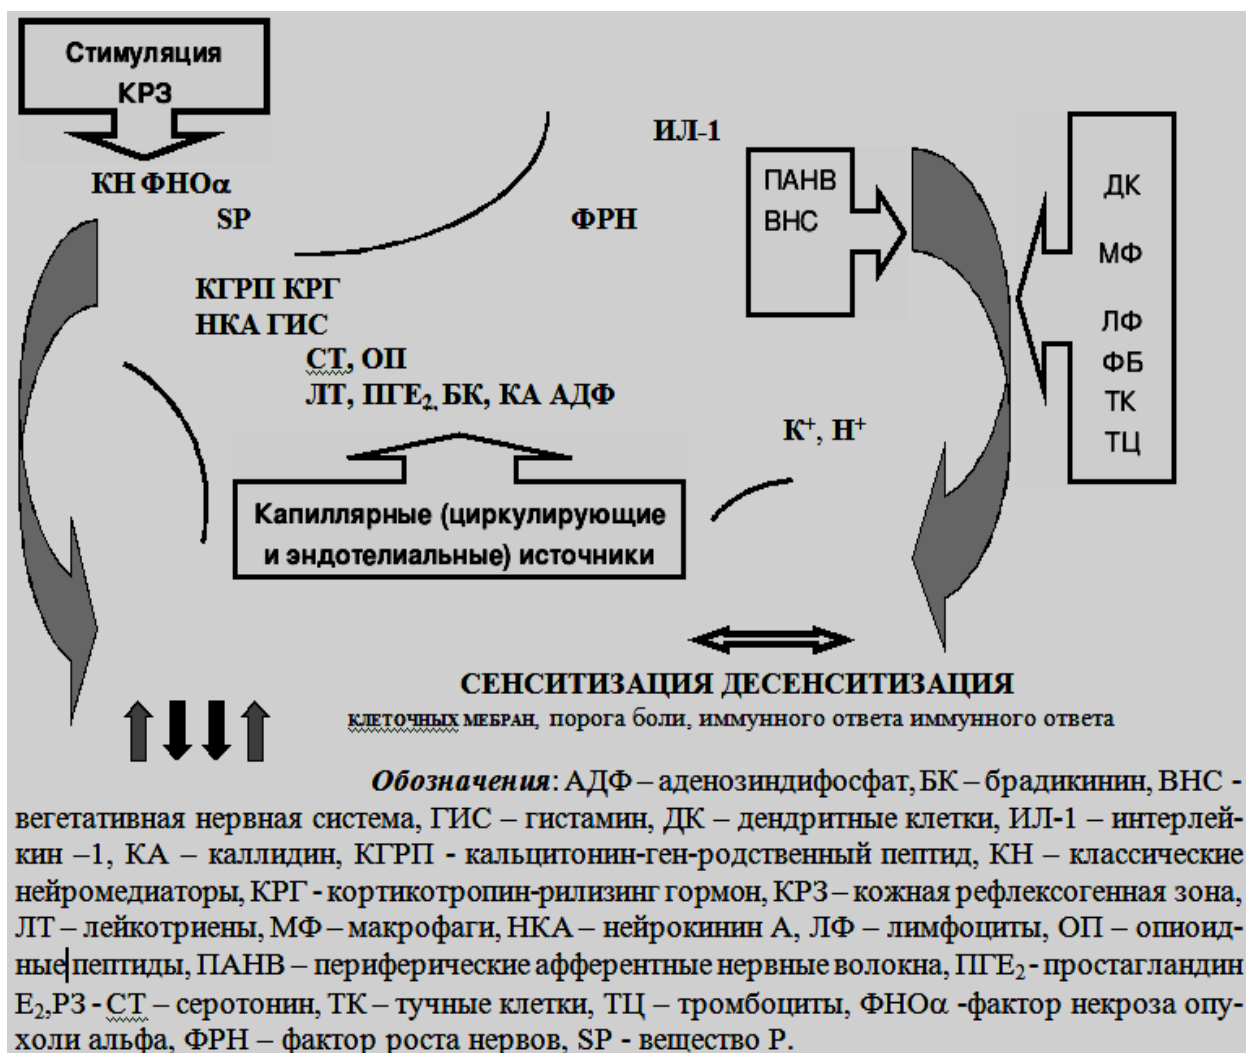 Стимуляция
КРЗ
КН ФНОα
SP
ИЛ-1
ФРН
ПАНВ
ВНС
ДК
МФ
ЛФ
ФБ
ТК
ТЦ
КГРП КРГ
НКА ГИС
СТ, ОП
ЛТ, ПГЕ₂, БК, КА АДФ
К⁺, Н⁺
Капиллярные (циркулирующие
и эндотелиальные) источники
СЕНСИТИЗАЦИЯ ДЕСЕНСИТИЗАЦИЯ
КЛЕТОЧНЫХ МЕБРАН, порога боли, иммунного ответа иммунного ответа
Обозначения: АДФ – аденозиндифосфат, БК – брадикинин, ВНС -
вегетативная нервная система, ГИС – гистамин, ДК – дендритные клетки, ИЛ-1 – интерлей-
кин –1, КА – каллидин, КГРП - кальцитонин-ген-родственный пептид, КН – классические
нейромедиаторы, КРГ - кортикотропин-рилизинг гормон, КРЗ – кожная рефлексогенная зона,
ЛТ – лейкотриены, МФ – макрофаги, НКА – нейрокинин А, ЛФ – лимфоциты, ОП – опиоид-
ные пептиды, ПАНВ – периферические афферентные нервные волокна, ПГЕ₂ - простагландин
Е₂,РЗ - СТ – серотонин, ТК – тучные клетки, ТЦ – тромбоциты, ФНОα -фактор некроза опу-
холи альфа, ФРН – фактор роста нервов, SP - вещество Р.